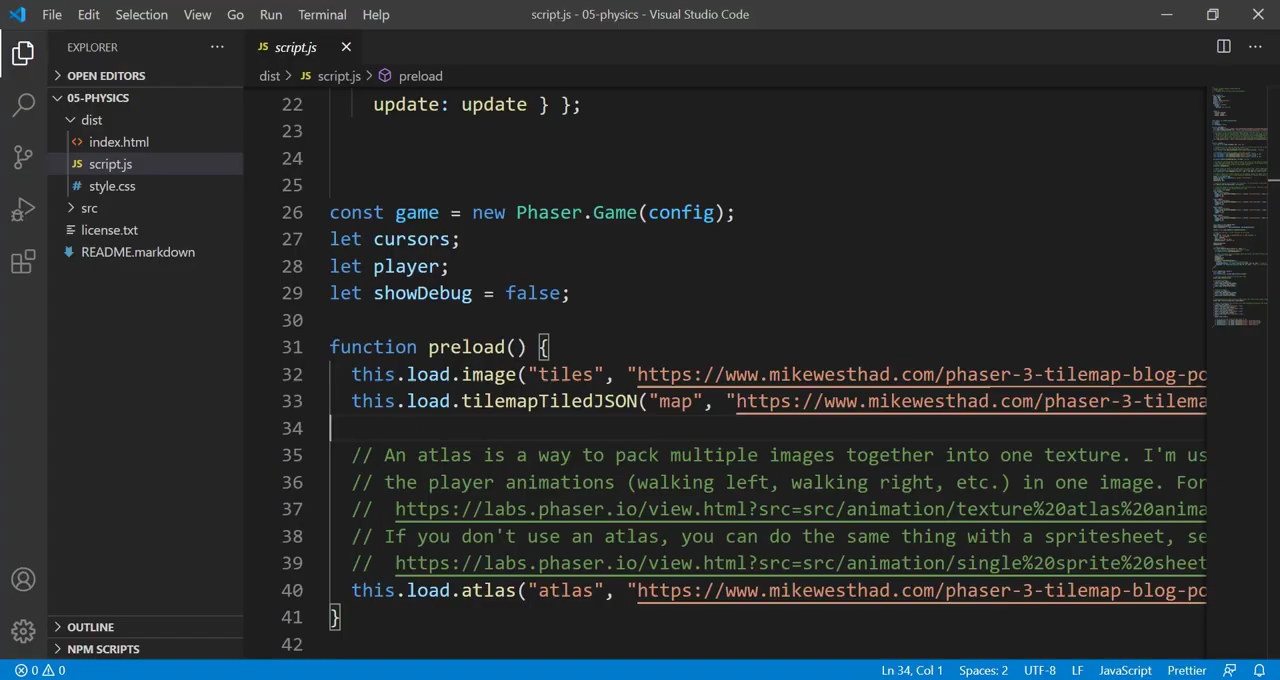 File Edit Selection View Go Run Terminal Help script.js - 05-physics - Visual Studio Code
EXPLORER ···
OPEN EDITORS
05-PHYSICS
dist
<> index.html
JS script.js
# style.css
src
license.txt
README.markdown
OUTLINE
NPM SCRIPTS
JS script.js
dist > JS script.js > preload
22 update: update } };
23
24
25
26 const game = new Phaser.Game(config);
27 let cursors;
28 let player;
29 let showDebug = false;
30
31 function preload() {
32 this.load.image("tiles", "https://www.mikewesthad.com/phaser-3-tilemap-blog-po
33 this.load.tilemapTiledJSON("map", "https://www.mikewesthad.com/phaser-3-tilema
34
35 // An atlas is a way to pack multiple images together into one texture. I'm us
36 // the player animations (walking left, walking right, etc.) in one image. For
37 //  https://labs.phaser.io/view.html?src=src/animation/texture%20atlas%20anima
38 // If you don't use an atlas, you can do the same thing with a spritesheet, se
39 //  https://labs.phaser.io/view.html?src=src/animation/single%20sprite%20sheet
40 this.load.atlas("atlas", "https://www.mikewesthad.com/phaser-3-tilemap-blog-po
41 }
42
0 0 Ln 34, Col 1 Spaces: 2 UTF-8 LF JavaScript Prettier